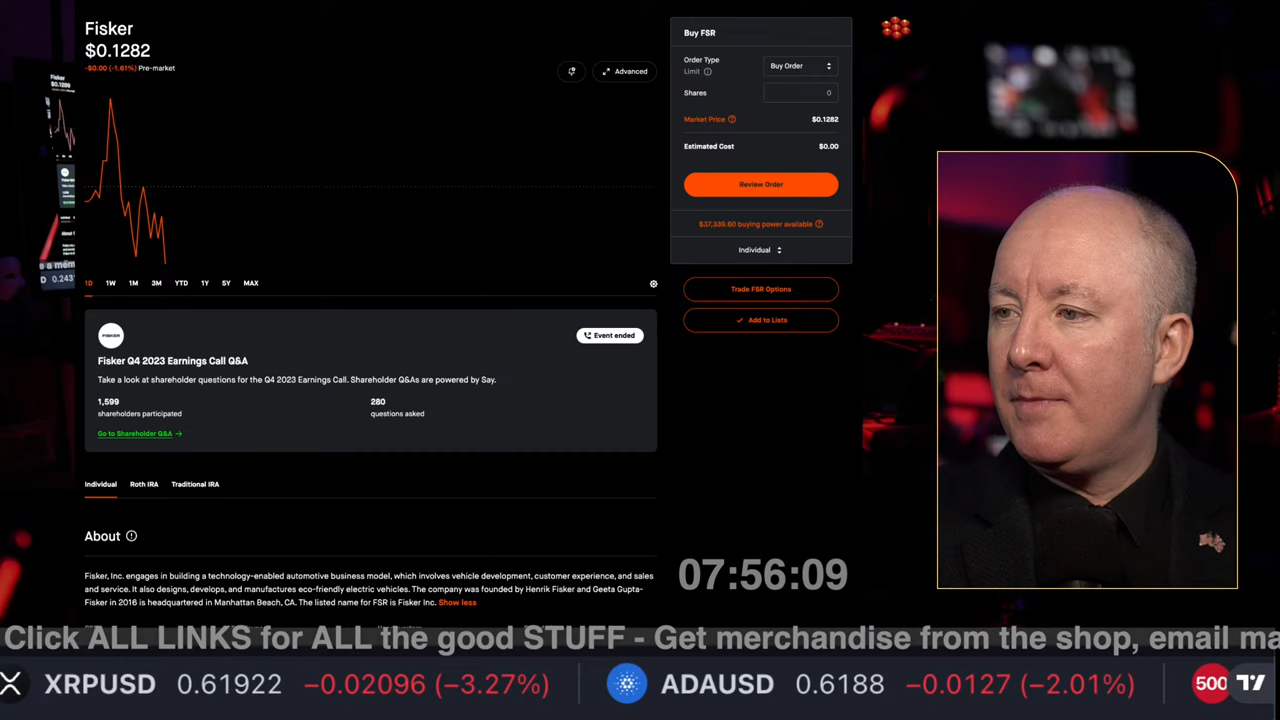 Fisker
$0.1282
-$0.00 (-1.61%) Pre-market
Advanced
1D 1W 1M 3M YTD 1Y 5Y MAX
FISKER
Event ended
Fisker Q4 2023 Earnings Call Q&A
Take a look at shareholder questions for the Q4 2023 Earnings Call. Shareholder Q&As are powered by Say.
1,599
shareholders participated
280
questions asked
Go to Shareholder Q&A →
Individual Roth IRA Traditional IRA
About
Fisker, Inc. engages in building a technology-enabled automotive business model, which involves vehicle development, customer experience, and sales
and service. It also designs, develops, and manufactures eco-friendly electric vehicles. The company was founded by Henrik Fisker and Geeta Gupta-
Fisker in 2016 is headquartered in Manhattan Beach, CA. The listed name for FSR is Fisker Inc. Show less
Buy FSR
Order Type
Limit
Buy Order
Shares 0
Market Price $0.1282
Estimated Cost $0.00
Review Order
$37,339.60 buying power available
Individual
Trade FSR Options
Add to Lists
07:56:09
Click ALL LINKS for ALL the good STUFF - Get merchandise from the shop, email ma
XRPUSD 0.61922 −0.02096 (−3.27%) ADAUSD 0.6188 −0.0127 (−2.01%) 500